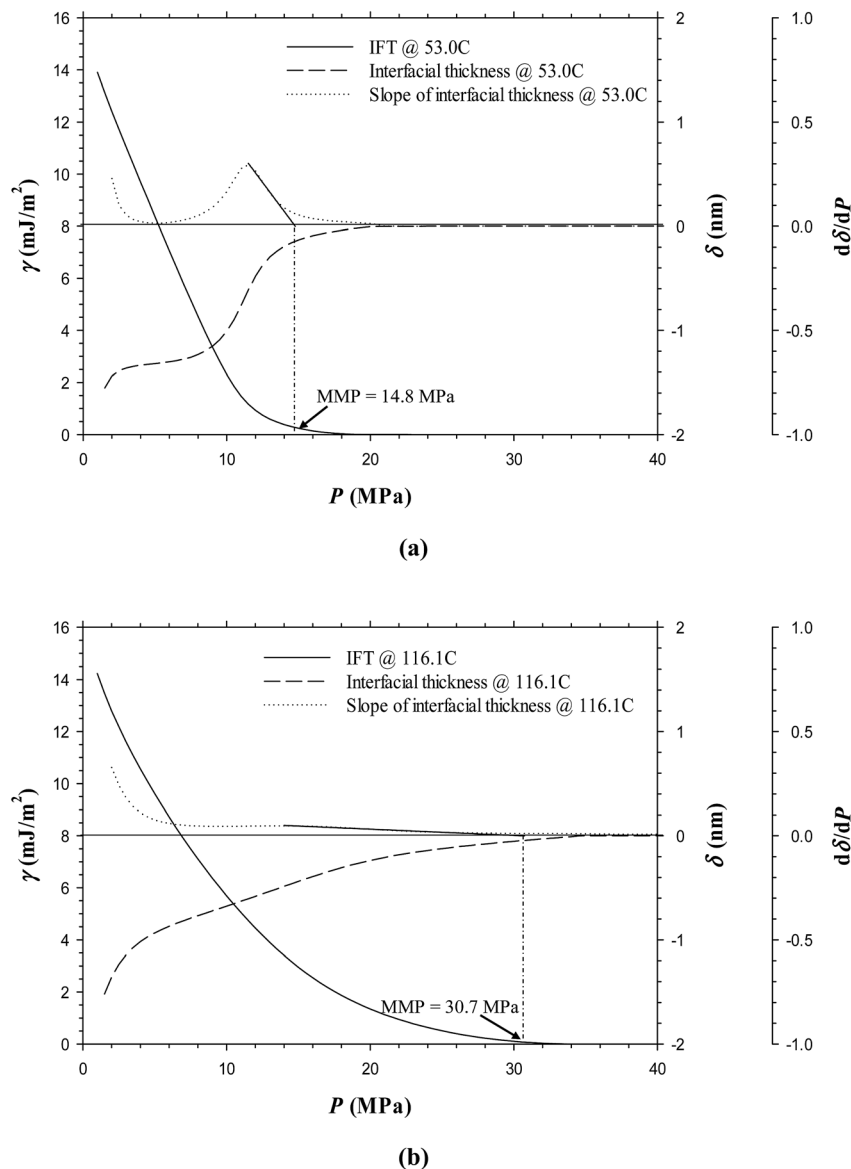 16
14
12
10
8
6
4
2
0
γ (mJ/m²)
IFT @ 53.0C
Interfacial thickness @ 53.0C
Slope of interfacial thickness @ 53.0C
MMP = 14.8 MPa
0 10 20 30 40
P (MPa)
2
1
0
-1
-2
δ (nm)
1.0
0.5
0.0
-0.5
-1.0
dδ/dP
(a)
16
14
12
10
8
6
4
2
0
γ (mJ/m²)
IFT @ 116.1C
Interfacial thickness @ 116.1C
Slope of interfacial thickness @ 116.1C
MMP = 30.7 MPa
0 10 20 30 40
P (MPa)
2
1
0
-1
-2
δ (nm)
1.0
0.5
0.0
-0.5
-1.0
dδ/dP
(b)